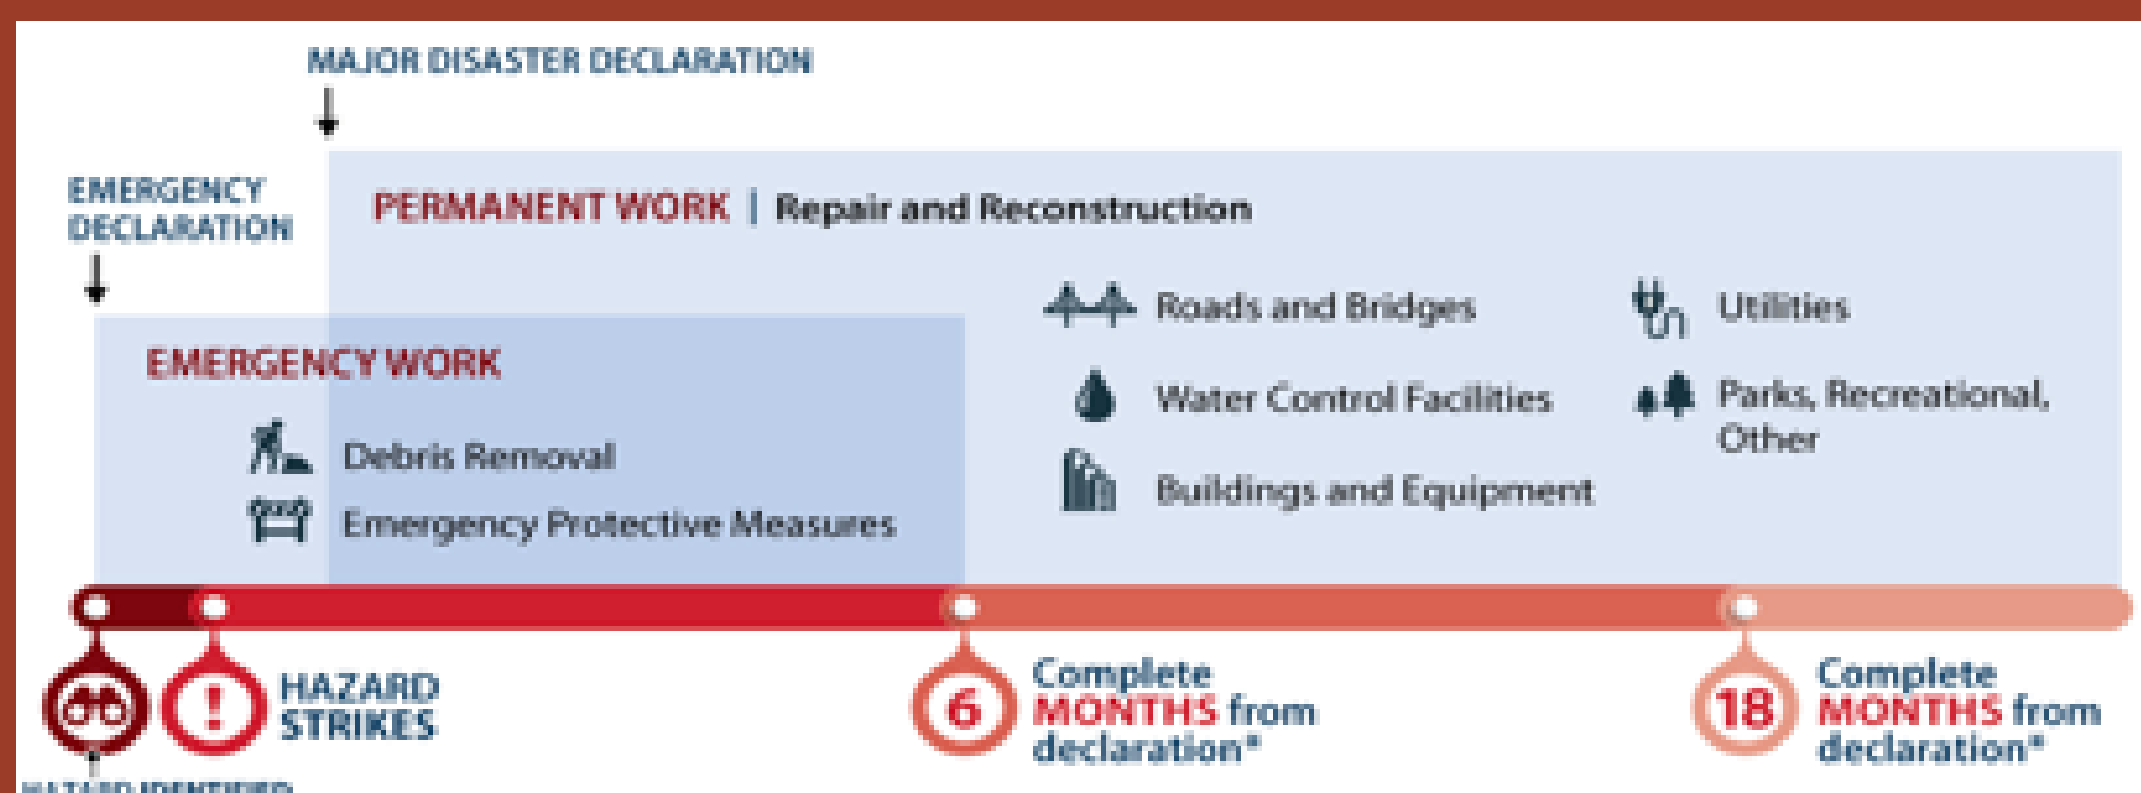 MAJOR DISASTER DECLARATION
EMERGENCY
DECLARATION
PERMANENT WORK | Repair and Reconstruction
EMERGENCY WORK
Debris Removal
Emergency Protective Measures
Roads and Bridges
Water Control Facilities
Buildings and Equipment
Utilities
Parks, Recreational,
Other
!
HAZARD
STRIKES
6
Complete
MONTHS from
declaration*
18
Complete
MONTHS from
declaration*
HAZARD IDENTIFIED